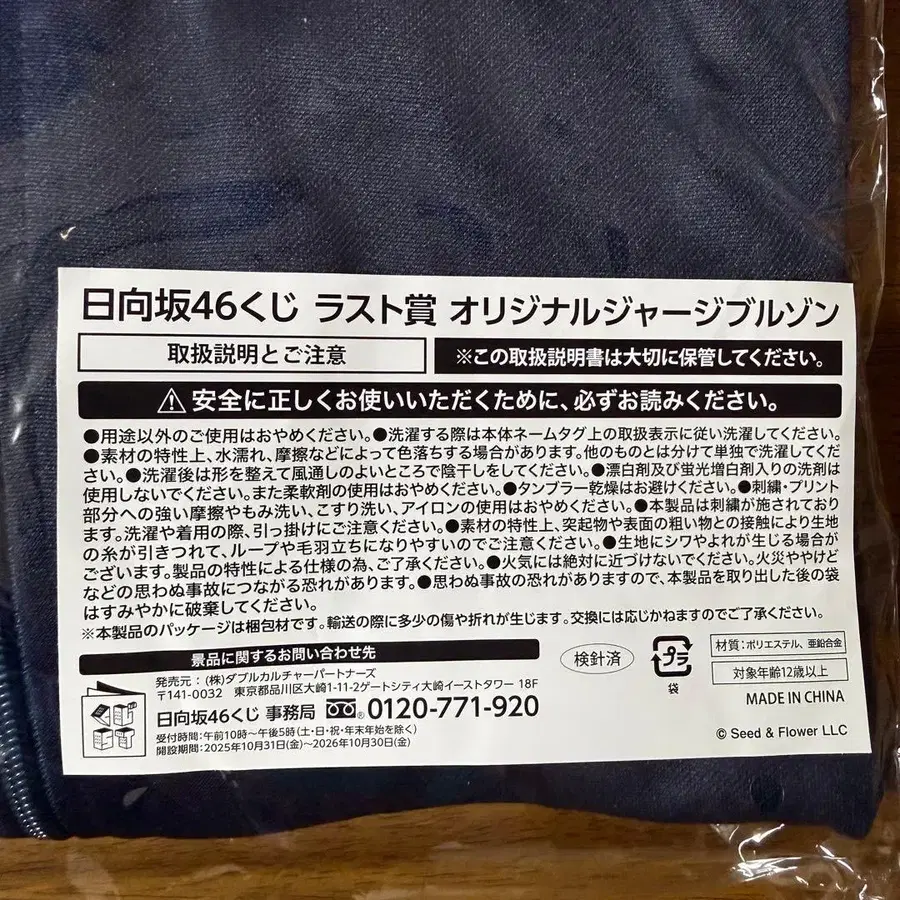 日向坂46くじ ラスト賞 オリジナルジャージブルゾン
取扱説明とご注意
※この取扱説明書は大切に保管してください。
⚠安全に正しくお使いいただくために、必ずお読みください。
●用途以外のご使用はおやめください。●洗濯する際は本体ネームタグ上の取扱表示に従い洗濯してください。
●素材の特性上、水濡れ、摩擦などによって色落ちする場合があります。他のものとは分けて単独で洗濯してくだ
さい。●洗濯後は形を整えて風通しのよいところで陰干しをしてください。●漂白剤及び蛍光増白剤入りの洗剤は
使用しないでください。また柔軟剤の使用はおやめください。●タンブラー乾燥はお避けください。●刺繍・プリント
部分への強い摩擦やもみ洗い、こすり洗い、アイロンの使用はおやめください。●本製品は刺繍が施されており
ます。洗濯や着用の際、引っ掛けにご注意ください。●素材の特性上、突起物や表面の粗い物との接触により生地
の糸が引きつれて、ループや毛羽立ちになりやすいのでご注意ください。●生地にシワやよれが生じる場合が
ございます。製品の特性による仕様の為、ご了承ください。●火気には絶対に近づけないでください。火災ややけど
などの思わぬ事故につながる恐れがあります。●思わぬ事故の恐れがありますので、本製品を取り出した後の袋
はすみやかに破棄してください。
※本製品のパッケージは梱包材です。輸送の際に多少の傷や折れが生じます。交換には応じかねますのでご了承ください。
景品に関するお問い合わせ先
発売元：(株)ダブルカルチャーパートナーズ
〒141-0032 東京都品川区大崎1-11-2ゲートシティ大崎イーストタワー 18F
日向坂46くじ 事務局 ® 0120-771-920
受付時間：午前10時～午後5時(土・日・祝・年末年始を除く)
開設期間：2025年10月31日(金)～2026年10月30日(金)
検針済
プラ
袋
材質：ポリエステル、亜鉛合金
対象年齢12歳以上
MADE IN CHINA
© Seed & Flower LLC